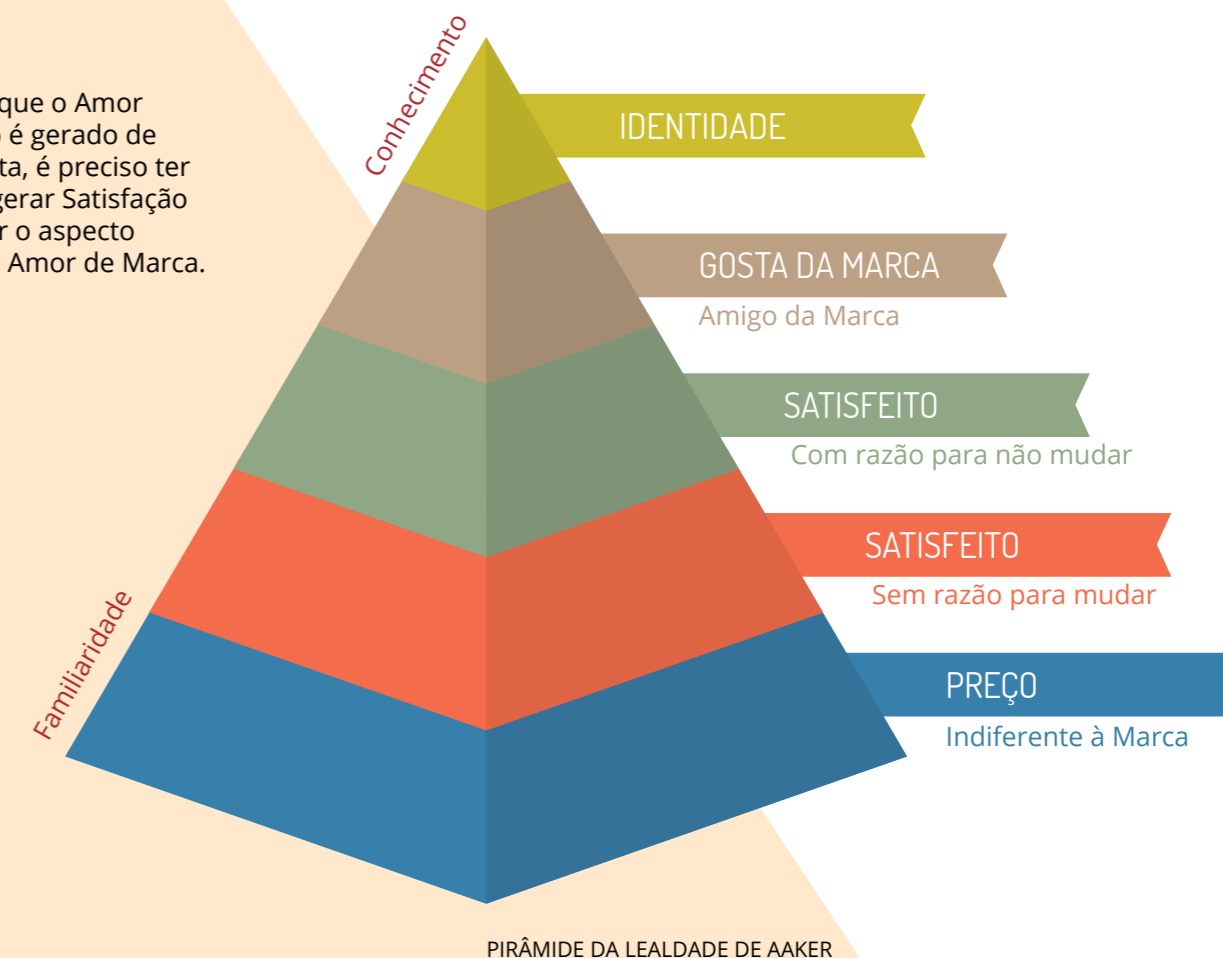 que o Amor
é gerado de
ta, é preciso ter
gerar Satisfação
r o aspecto
Amor de Marca.
Conhecimento
Familiaridade
IDENTIDADE
GOSTA DA MARCA
Amigo da Marca
SATISFEITO
Com razão para não mudar
SATISFEITO
Sem razão para mudar
PREÇO
Indiferente à Marca
PIRÂMIDE DA LEALDADE DE AAKER